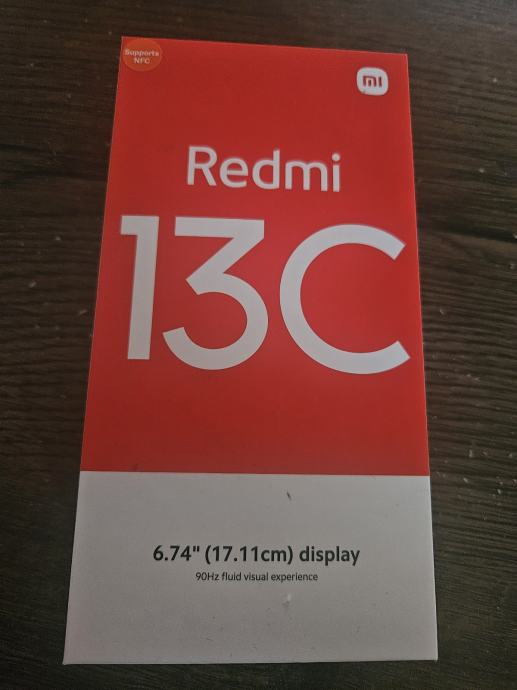 Supports
NFC
mi
Redmi
13C
6.74" (17.11cm) display
90Hz fluid visual experience